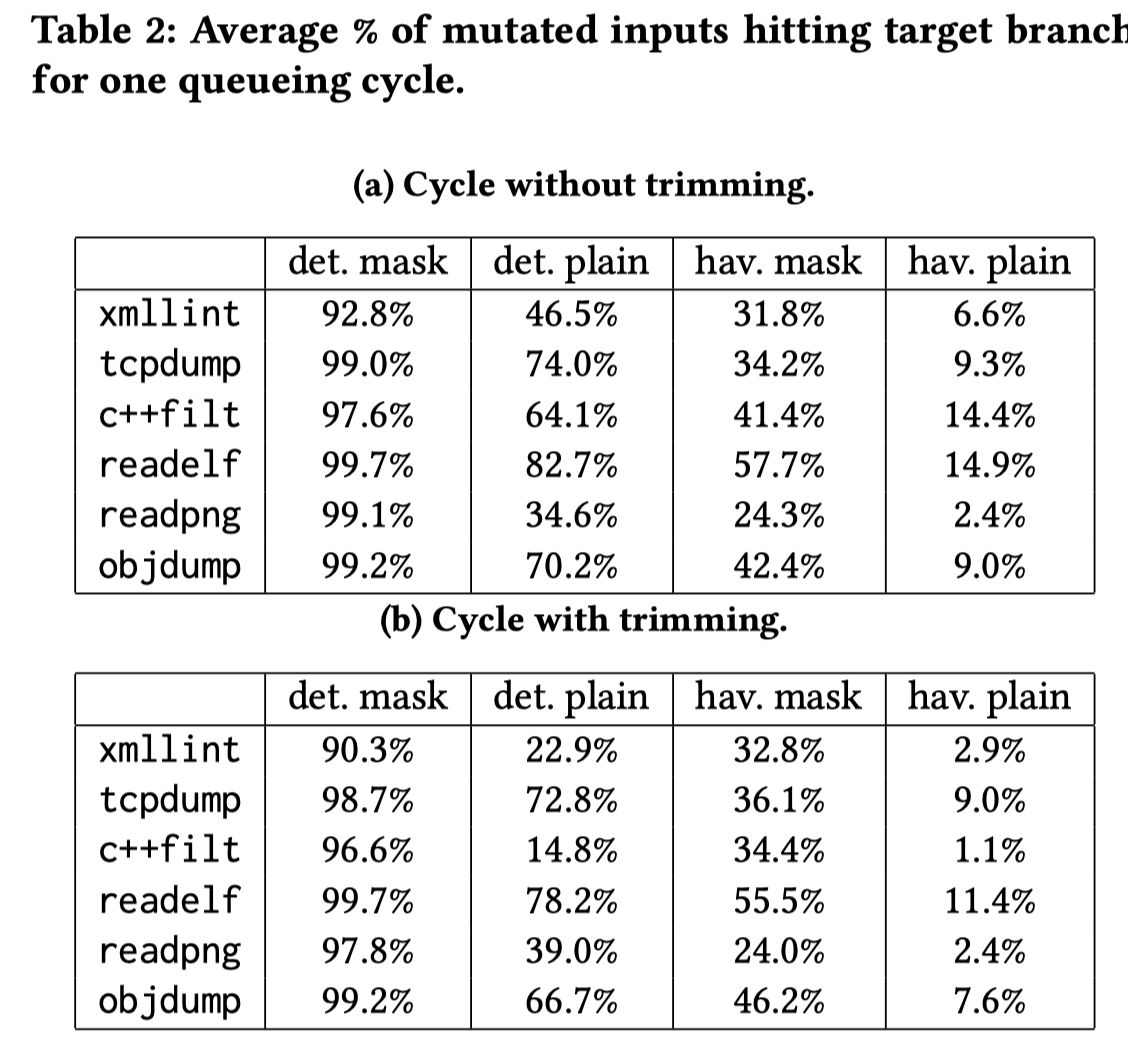 Table 2: Average % of mutated inputs hitting target branch
for one queueing cycle.
(a) Cycle without trimming.
det. mask det. plain hav. mask hav. plain
xmllint 92.8% 46.5% 31.8% 6.6%
tcpdump 99.0% 74.0% 34.2% 9.3%
c++filt 97.6% 64.1% 41.4% 14.4%
readelf 99.7% 82.7% 57.7% 14.9%
readpng 99.1% 34.6% 24.3% 2.4%
objdump 99.2% 70.2% 42.4% 9.0%
(b) Cycle with trimming.
det. mask det. plain hav. mask hav. plain
xmllint 90.3% 22.9% 32.8% 2.9%
tcpdump 98.7% 72.8% 36.1% 9.0%
c++filt 96.6% 14.8% 34.4% 1.1%
readelf 99.7% 78.2% 55.5% 11.4%
readpng 97.8% 39.0% 24.0% 2.4%
objdump 99.2% 66.7% 46.2% 7.6%